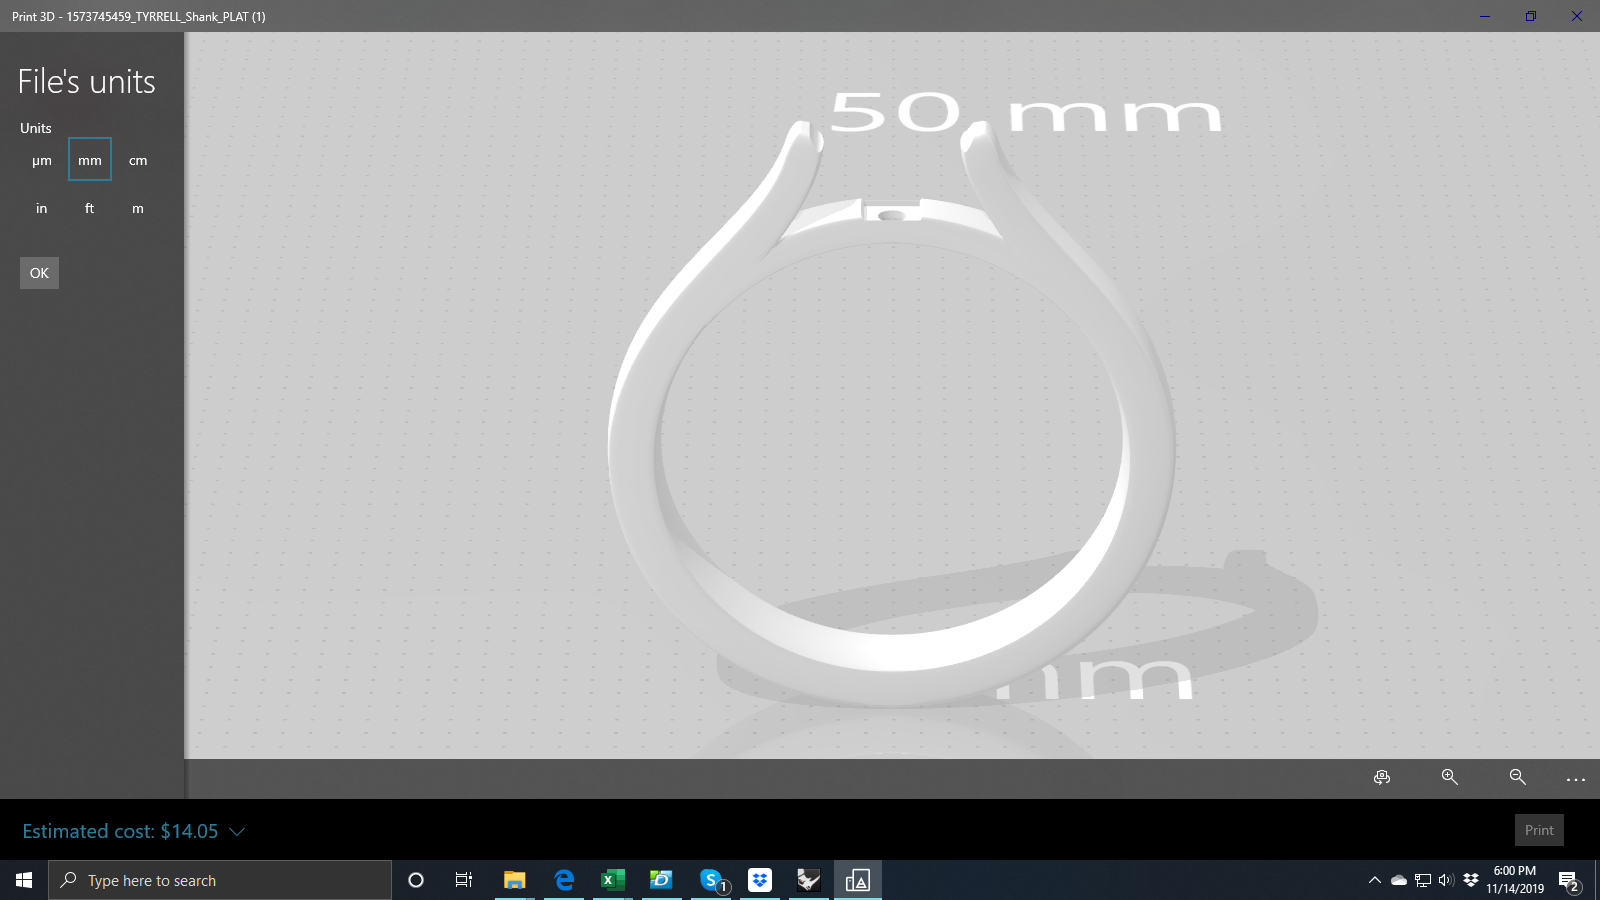 Print 3D - 1573745459_TYRRELL_Shank_PLAT (1)
File's units
Units
µm mm cm
in ft m
OK
50 mm
mm
Estimated cost: $14.05
Print
Type here to search
1
6:00 PM
11/14/2019
2